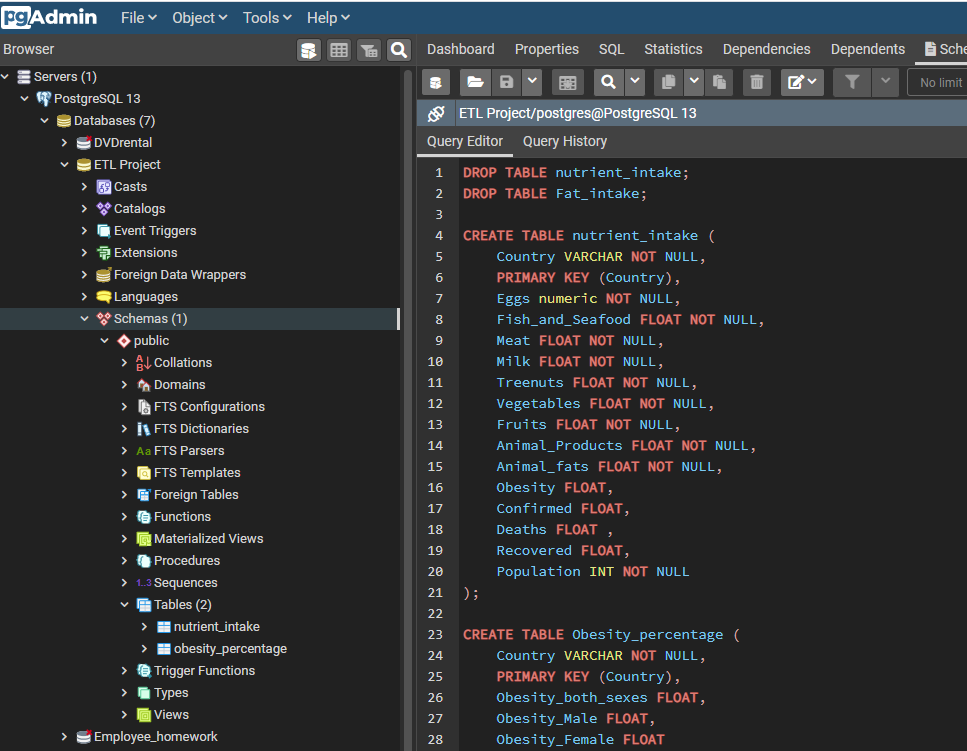 pgAdmin File Object Tools Help
Browser
Dashboard Properties SQL Statistics Dependencies Dependents Sche
No limit
Servers (1)
PostgreSQL 13
Databases (7)
DVDrental
ETL Project
Casts
Catalogs
Event Triggers
Extensions
Foreign Data Wrappers
Languages
Schemas (1)
public
Collations
Domains
FTS Configurations
FTS Dictionaries
Aa FTS Parsers
FTS Templates
Foreign Tables
Functions
Materialized Views
Procedures
1..3 Sequences
Tables (2)
nutrient_intake
obesity_percentage
Trigger Functions
Types
Views
Employee_homework
ETL Project/postgres@PostgreSQL 13
Query Editor Query History
1 DROP TABLE nutrient_intake;
2 DROP TABLE Fat_intake;
3
4 CREATE TABLE nutrient_intake (
5 Country VARCHAR NOT NULL,
6 PRIMARY KEY (Country),
7 Eggs numeric NOT NULL,
8 Fish_and_Seafood FLOAT NOT NULL,
9 Meat FLOAT NOT NULL,
10 Milk FLOAT NOT NULL,
11 Treenuts FLOAT NOT NULL,
12 Vegetables FLOAT NOT NULL,
13 Fruits FLOAT NOT NULL,
14 Animal_Products FLOAT NOT NULL,
15 Animal_fats FLOAT NOT NULL,
16 Obesity FLOAT,
17 Confirmed FLOAT,
18 Deaths FLOAT ,
19 Recovered FLOAT,
20 Population INT NOT NULL
21 );
22
23 CREATE TABLE Obesity_percentage (
24 Country VARCHAR NOT NULL,
25 PRIMARY KEY (Country),
26 Obesity_both_sexes FLOAT,
27 Obesity_Male FLOAT,
28 Obesity_Female FLOAT